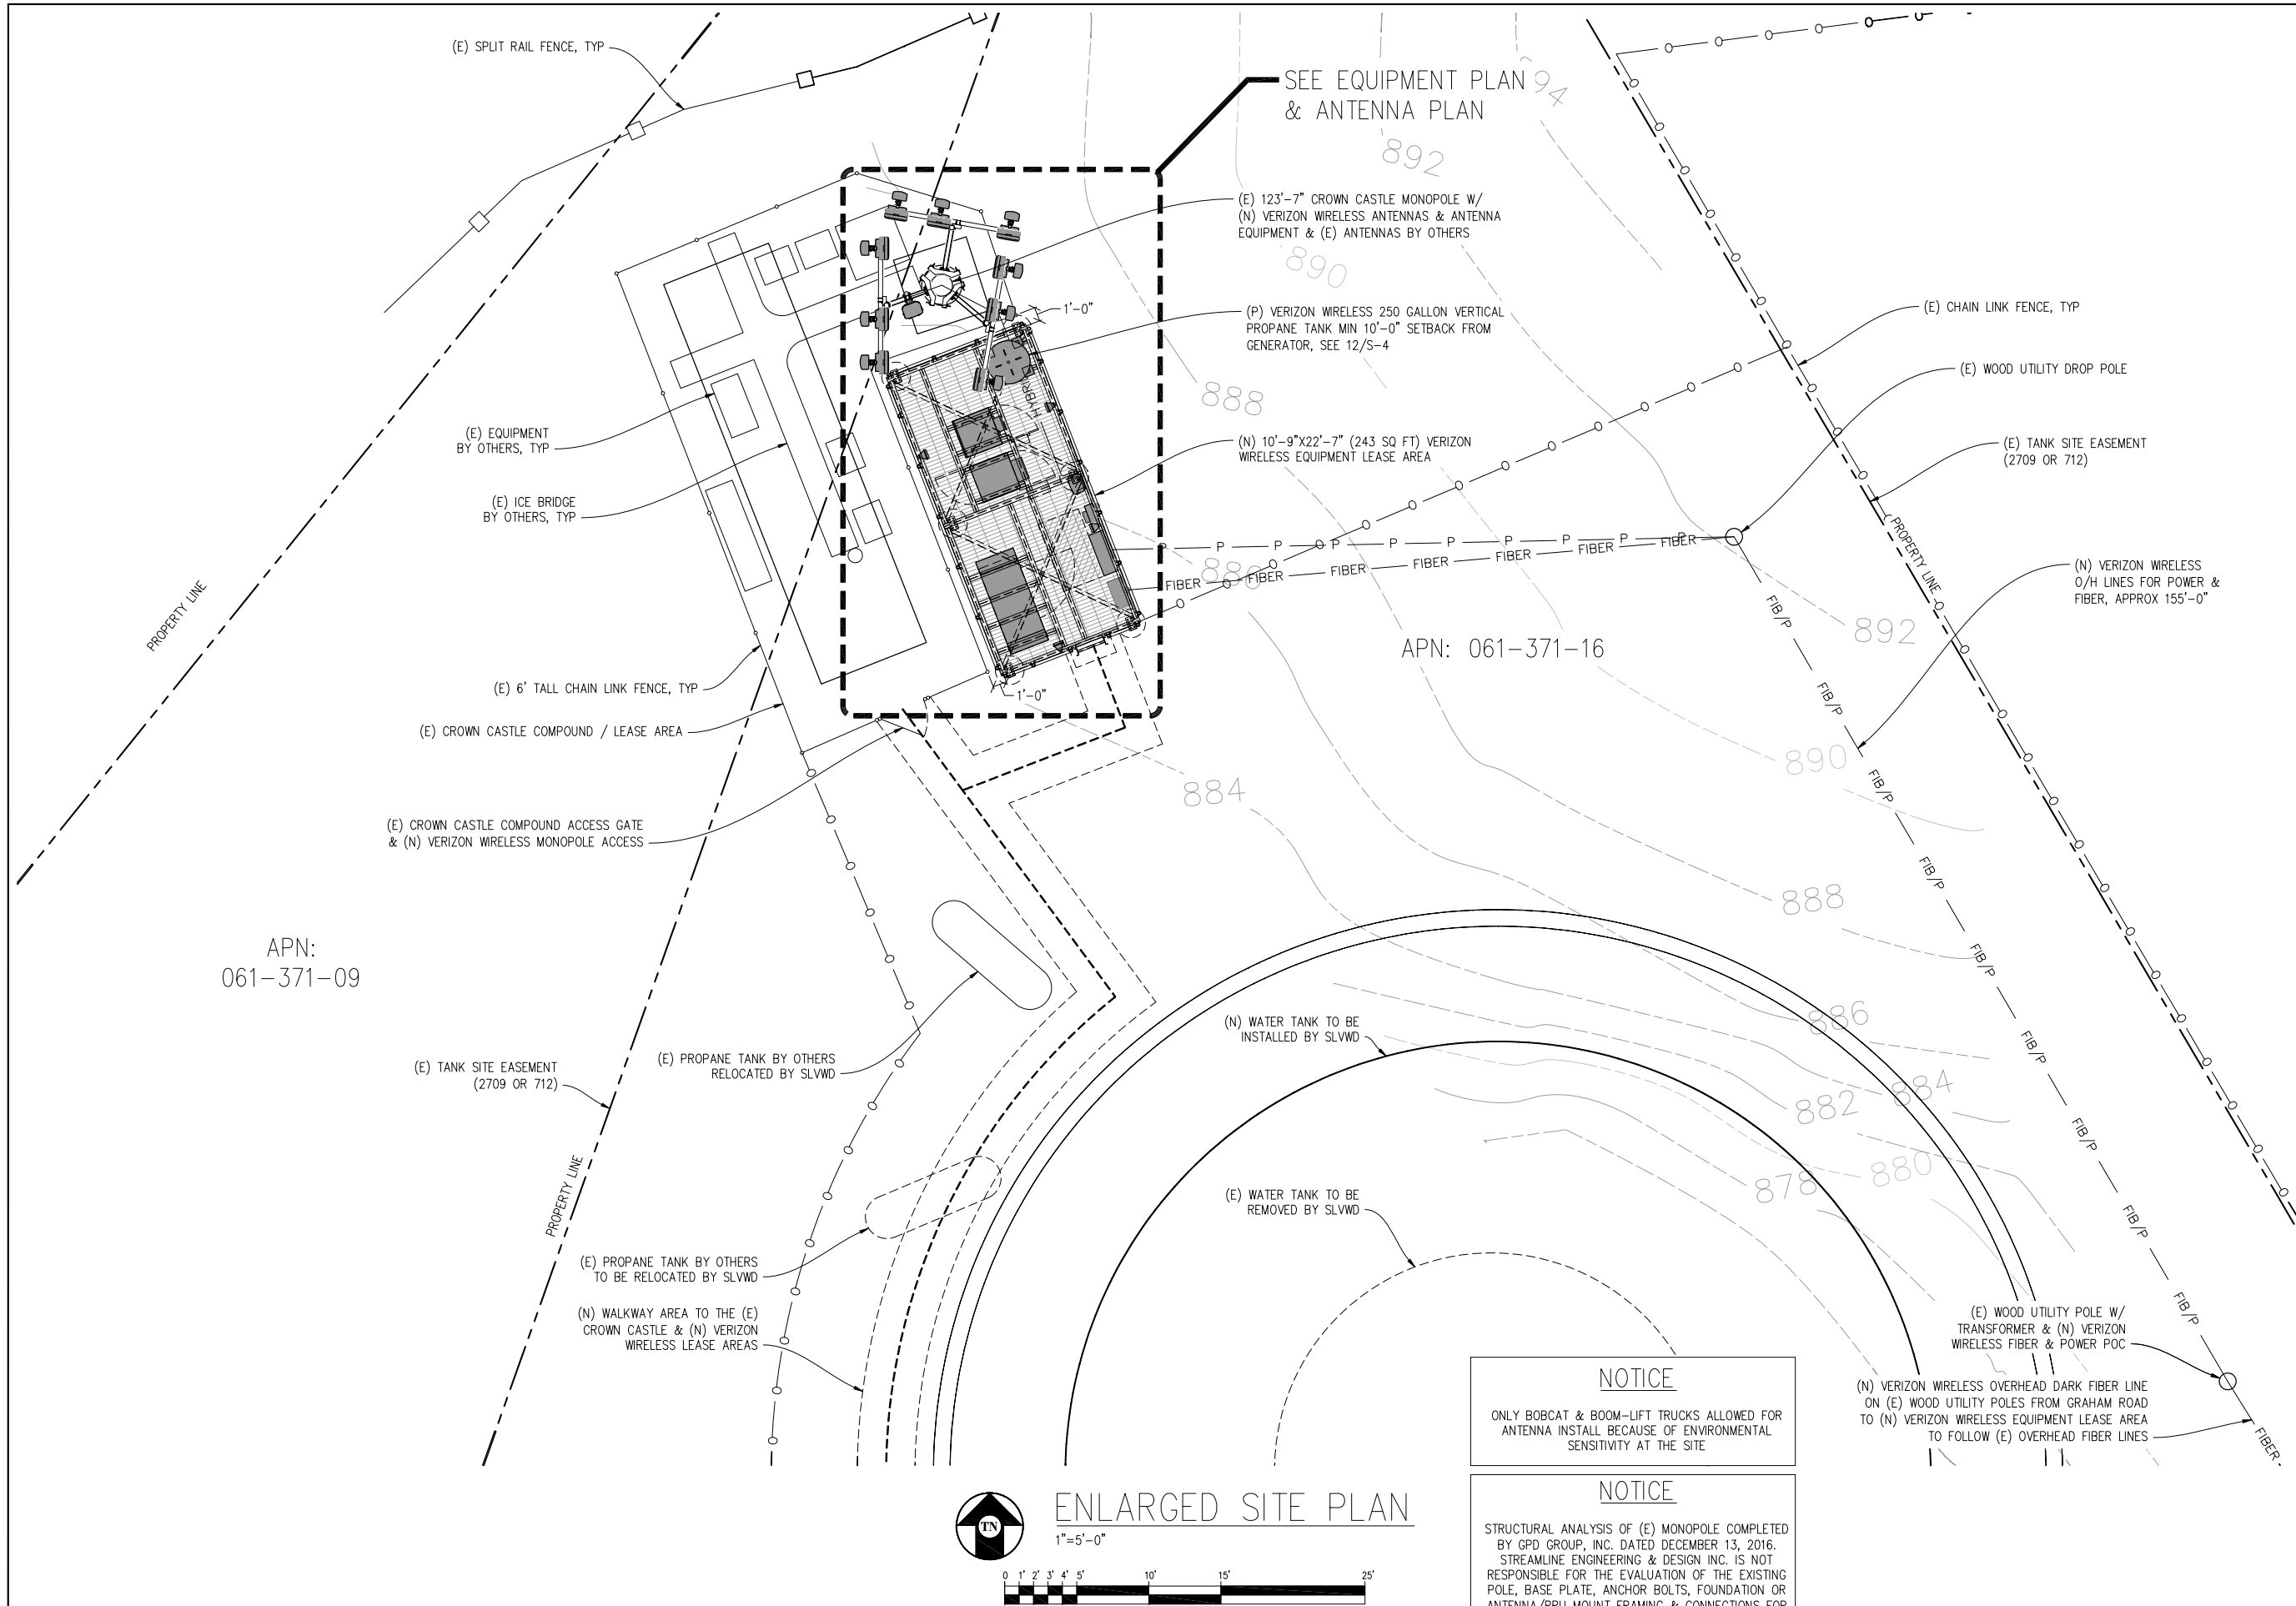 (E) SPLIT RAIL FENCE, TYP
SEE EQUIPMENT PLAN
& ANTENNA PLAN
894
892
(E) 123'-7" CROWN CASTLE MONOPOLE W/
(N) VERIZON WIRELESS ANTENNAS & ANTENNA
EQUIPMENT & (E) ANTENNAS BY OTHERS
890
1'-0"
(P) VERIZON WIRELESS 250 GALLON VERTICAL
PROPANE TANK MIN 10'-0" SETBACK FROM
GENERATOR, SEE 12/S-4
(E) CHAIN LINK FENCE, TYP
(E) WOOD UTILITY DROP POLE
888
(E) EQUIPMENT
BY OTHERS, TYP
(N) 10'-9"X22'-7" (243 SQ FT) VERIZON
WIRELESS EQUIPMENT LEASE AREA
(E) TANK SITE EASEMENT
(2709 OR 712)
(E) ICE BRIDGE
BY OTHERS, TYP
P P P P P P P P P P
FIBER FIBER FIBER FIBER FIBER FIBER FIBER
PROPERTY LINE
PROPERTY LINE
(N) VERIZON WIRELESS
O/H LINES FOR POWER &
FIBER, APPROX 155'-0"
FIB/P
892
APN: 061-371-16
(E) 6' TALL CHAIN LINK FENCE, TYP
1'-0"
FIB/P
(E) CROWN CASTLE COMPOUND / LEASE AREA
890
884
FIB/P
(E) CROWN CASTLE COMPOUND ACCESS GATE
& (N) VERIZON WIRELESS MONOPOLE ACCESS
FIB/P
888
APN:
061-371-09
FIB/P
886
(N) WATER TANK TO BE
INSTALLED BY SLVWD
FIB/P
(E) PROPANE TANK BY OTHERS
RELOCATED BY SLVWD
(E) TANK SITE EASEMENT
(2709 OR 712)
882
884
FIB/P
880
878
PROPERTY LINE
(E) WATER TANK TO BE
REMOVED BY SLVWD
FIB/P
(E) PROPANE TANK BY OTHERS
TO BE RELOCATED BY SLVWD
FIB/P
(N) WALKWAY AREA TO THE (E)
CROWN CASTLE & (N) VERIZON
WIRELESS LEASE AREAS
(E) WOOD UTILITY POLE W/
TRANSFORMER & (N) VERIZON
WIRELESS FIBER & POWER POC
(N) VERIZON WIRELESS OVERHEAD DARK FIBER LINE
ON (E) WOOD UTILITY POLES FROM GRAHAM ROAD
TO (N) VERIZON WIRELESS EQUIPMENT LEASE AREA
TO FOLLOW (E) OVERHEAD FIBER LINES
FIBER
NOTICE
ONLY BOBCAT & BOOM-LIFT TRUCKS ALLOWED FOR
ANTENNA INSTALL BECAUSE OF ENVIRONMENTAL
SENSITIVITY AT THE SITE
NOTICE
STRUCTURAL ANALYSIS OF (E) MONOPOLE COMPLETED
BY GPD GROUP, INC. DATED DECEMBER 13, 2016.
STREAMLINE ENGINEERING & DESIGN INC. IS NOT
RESPONSIBLE FOR THE EVALUATION OF THE EXISTING
POLE, BASE PLATE, ANCHOR BOLTS, FOUNDATION OR
ANTENNA/RRU MOUNT FRAMING & CONNECTIONS FOR
TN
ENLARGED SITE PLAN
1"=5'-0"
0 1' 2' 3' 4' 5' 10' 15' 25'